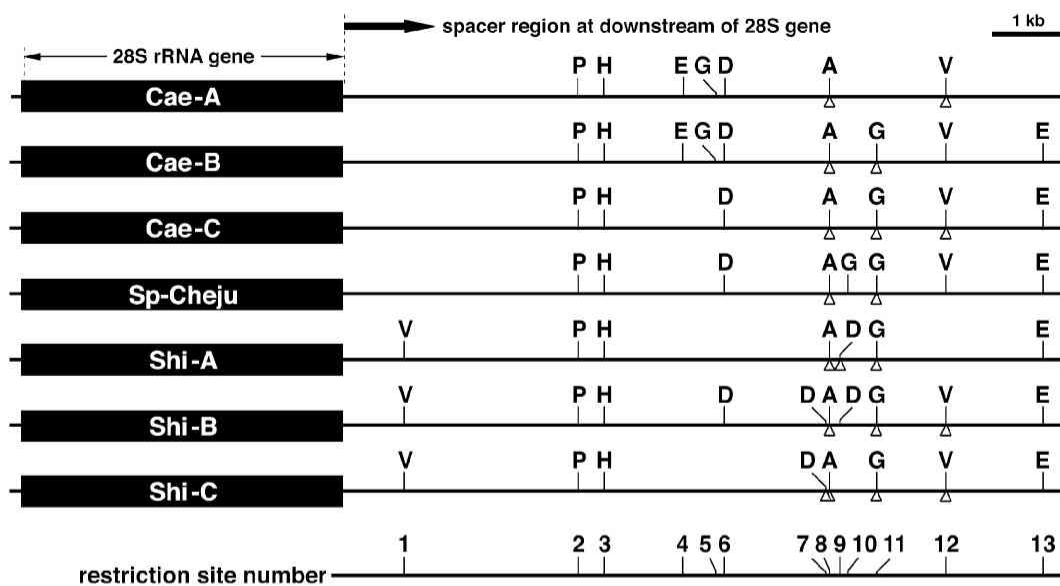 1 kb
spacer region at downstream of 28S gene
28S rRNA gene
P H E G D A V
Cae-A
P H E G D A G V E
Cae-B
P H D A G V E
Cae-C
P H D A G G V E
Sp-Cheju
V P H A D G E
Shi-A
V P H D D A D G V E
Shi-B
V P H D A G V E
Shi-C
1 2 3 4 5 6 7 8 9 10 11 12 13
restriction site number